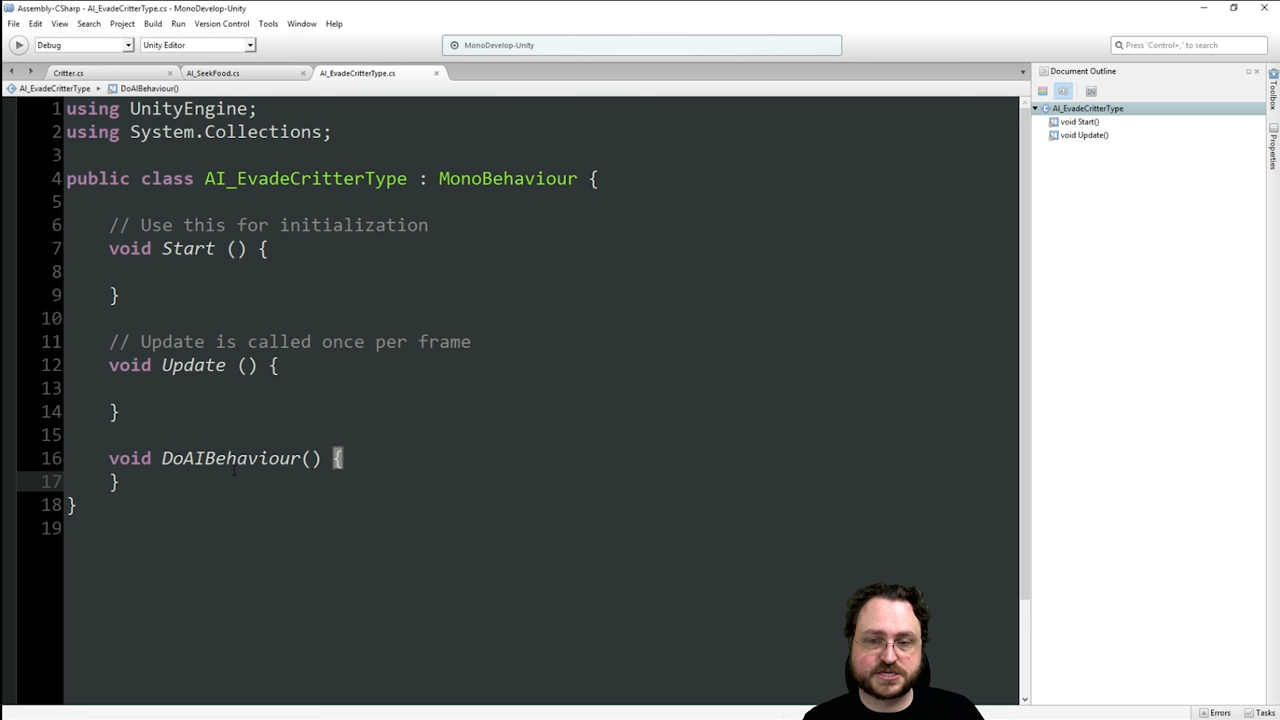 Assembly-CSharp - AI_EvadeCritterType.cs - MonoDevelop-Unity
File Edit View Search Project Build Run Version Control Tools Window Help
Debug Unity Editor MonoDevelop-Unity Press 'Control+,' to search
Critter.cs AI_SeekFood.cs AI_EvadeCritterType.cs
AI_EvadeCritterType DoAIBehaviour()
1 using UnityEngine;
2 using System.Collections;
3
4 public class AI_EvadeCritterType : MonoBehaviour {
5
6 // Use this for initialization
7 void Start () {
8
9 }
10
11 // Update is called once per frame
12 void Update () {
13
14 }
15
16 void DoAIBehaviour() {
17 }
18 }
19
Document Outline
AI_EvadeCritterType
void Start()
void Update()
Toolbox
Properties
Errors Tasks